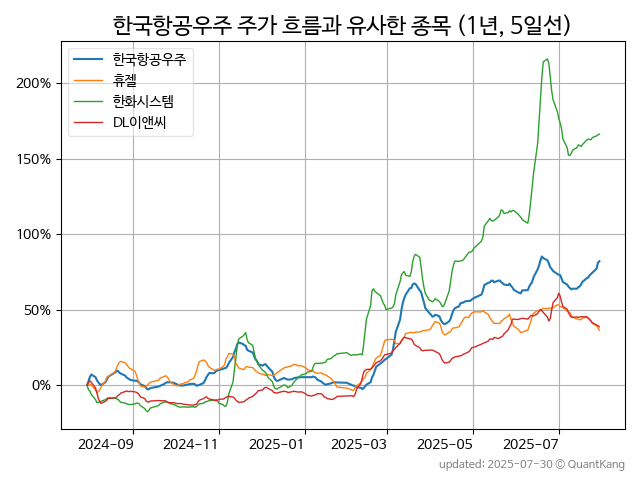 한국항공우주 주가 흐름과 유사한 종목 (1년, 5일선)
한국항공우주
휴젤
한화시스템
DL이앤씨
200%
150%
100%
50%
0%
2024-09 2024-11 2025-01 2025-03 2025-05 2025-07
updated: 2025-07-30 © QuantKang